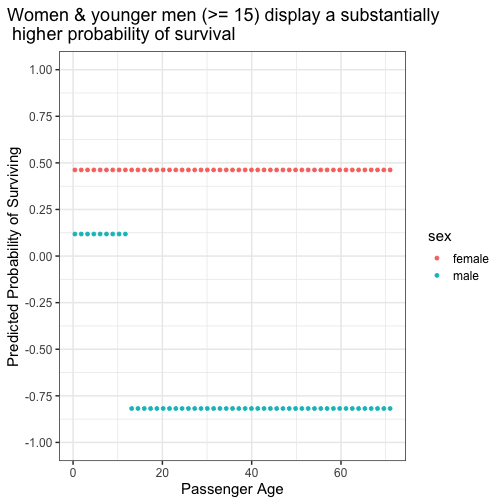 Women & younger men (>= 15) display a substantially
higher probability of survival
1.00
0.75
0.50
0.25
0.00
-0.25
-0.50
-0.75
-1.00
Predicted Probability of Surviving
0 20 40 60
Passenger Age
sex
female
male